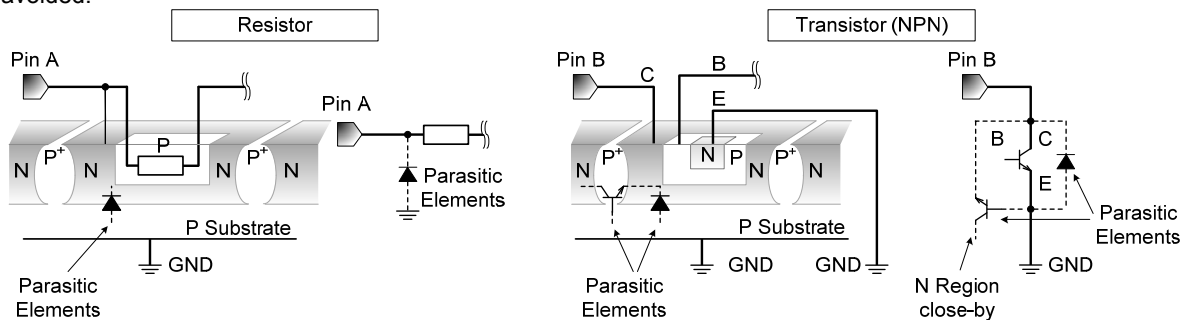 avoided.
Resistor
Transistor (NPN)
Pin A
Pin B
C
B
E
Pin B
Pin A
P
N
P+
N
P+
N
N
P+
N
P
N
P+
N
B
C
E
Parasitic
Elements
P Substrate
GND
Parasitic
Elements
P Substrate
GND
GND
Parasitic
Elements
Parasitic
Elements
GND
N Region
close-by